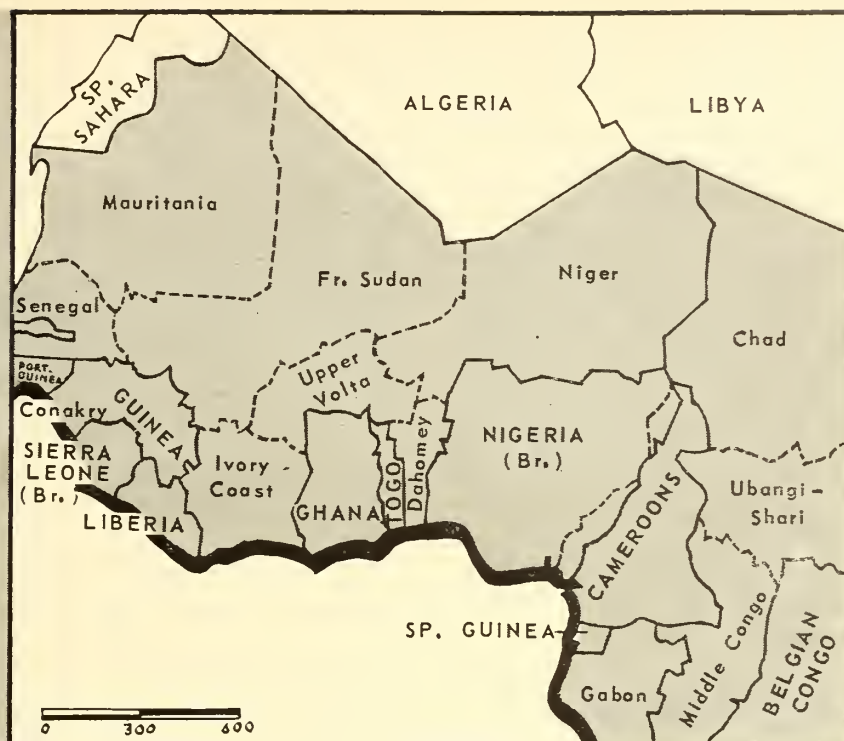 SP.
SAHARA
ALGERIA
LIBYA
Mauritania
Fr. Sudan
Niger
Senegal
Chad
PORT.
GUINEA
Upper
Volta
GUINEA
Conakry
Dahomey
NIGERIA
(Br.)
SIERRA
LEONE
(Br.)
Ivory
Coast
TOGO
Ubangi-
Shari
GHANA
LIBERIA
CAMEROONS
SP. GUINEA
Middle Congo
BELGIAN
CONGO
Gabon
0 300 600